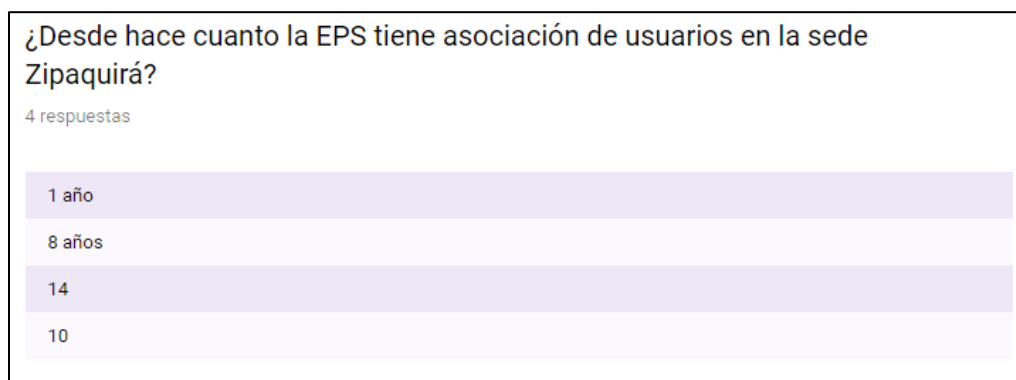 ¿Desde hace cuanto la EPS tiene asociación de usuarios en la sede
Zipaquirá?
4 respuestas
1 año
8 años
14
10